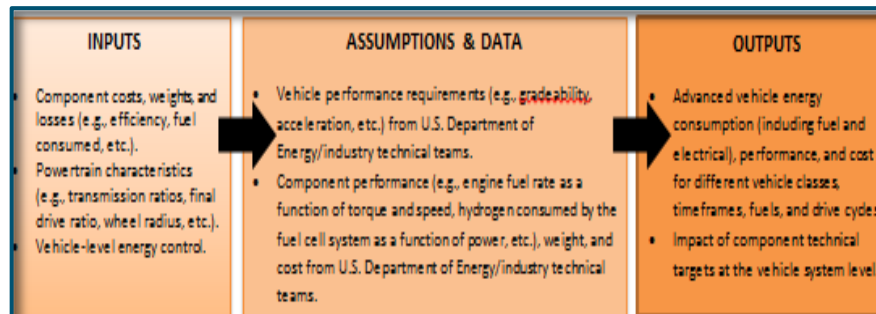 INPUTS
• Component costs, weights, and
losses (e.g., efficiency, fuel
consumed, etc.).
• Powertrain characteristics
(e.g., transmission ratios, final
drive ratio, wheel radius, etc.).
• Vehicle-level energy control.
ASSUMPTIONS & DATA
• Vehicle performance requirements (e.g., gradeability,
acceleration, etc.) from U.S. Department of
Energy/industry technical teams.
• Component performance (e.g., engine fuel rate as a
function of torque and speed, hydrogen consumed by the
fuel cell system as a function of power, etc.), weight, and
cost from U.S. Department of Energy/industry technical
teams.
OUTPUTS
• Advanced vehicle energy
consumption (including fuel and
electrical), performance, and cost
for different vehicle classes,
timeframes, fuels, and drive cycles
• Impact of component technical
targets at the vehicle system level